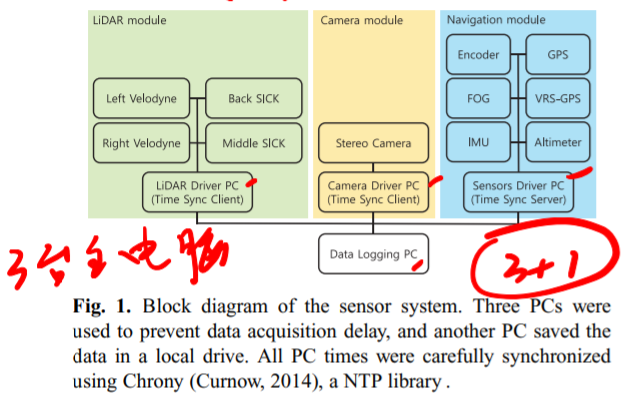 LiDAR module
Camera module
Navigation module
Encoder
GPS
Left Velodyne
Back SICK
FOG
VRS-GPS
Right Velodyne
Middle SICK
Stereo Camera
IMU
Altimeter
LiDAR Driver PC
(Time Sync Client)
Camera Driver PC
(Time Sync Client)
Sensors Driver PC
(Time Sync Server)
3台主电脑
Data Logging PC
3+1
Fig. 1. Block diagram of the sensor system. Three PCs were
used to prevent data acquisition delay, and another PC saved the
data in a local drive. All PC times were carefully synchronized
using Chrony (Curnow, 2014), a NTP library.